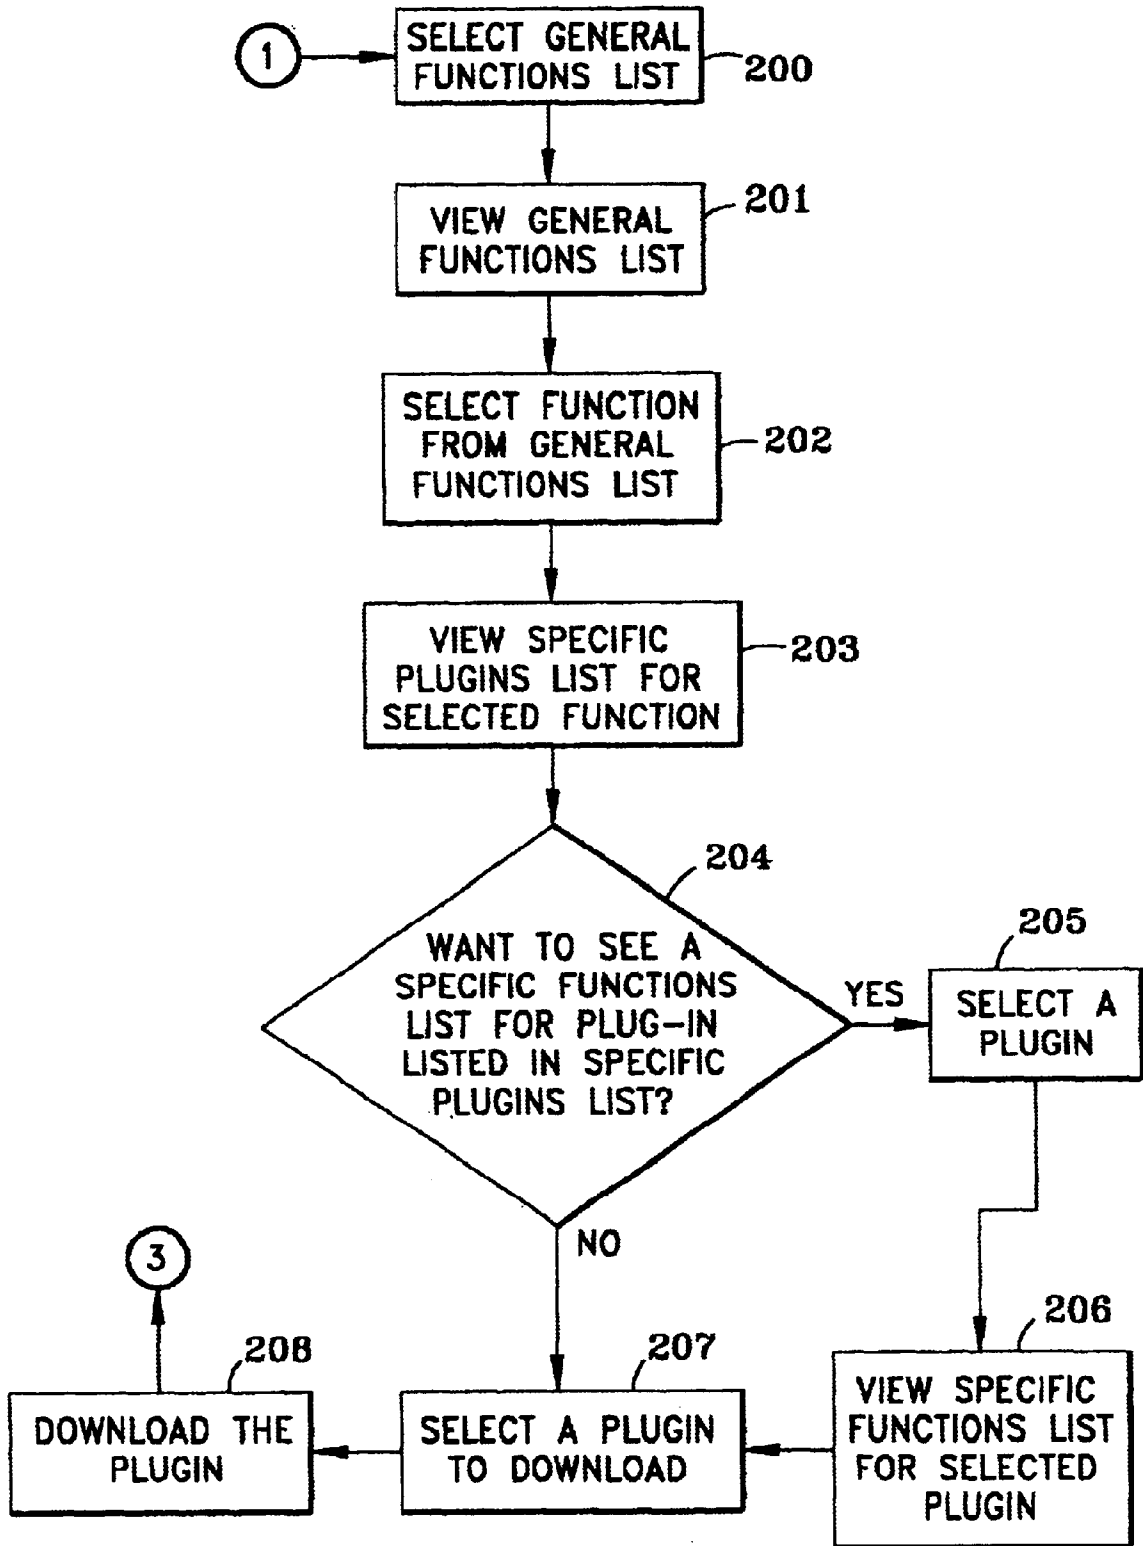 1
SELECT GENERAL
FUNCTIONS LIST
200
VIEW GENERAL
FUNCTIONS LIST
201
SELECT FUNCTION
FROM GENERAL
FUNCTIONS LIST
202
VIEW SPECIFIC
PLUGINS LIST FOR
SELECTED FUNCTION
203
204
WANT TO SEE A
SPECIFIC FUNCTIONS
LIST FOR PLUG-IN
LISTED IN SPECIFIC
PLUGINS LIST?
YES
205
SELECT A
PLUGIN
NO
206
VIEW SPECIFIC
FUNCTIONS LIST
FOR SELECTED
PLUGIN
207
SELECT A PLUGIN
TO DOWNLOAD
208
DOWNLOAD THE
PLUGIN
3